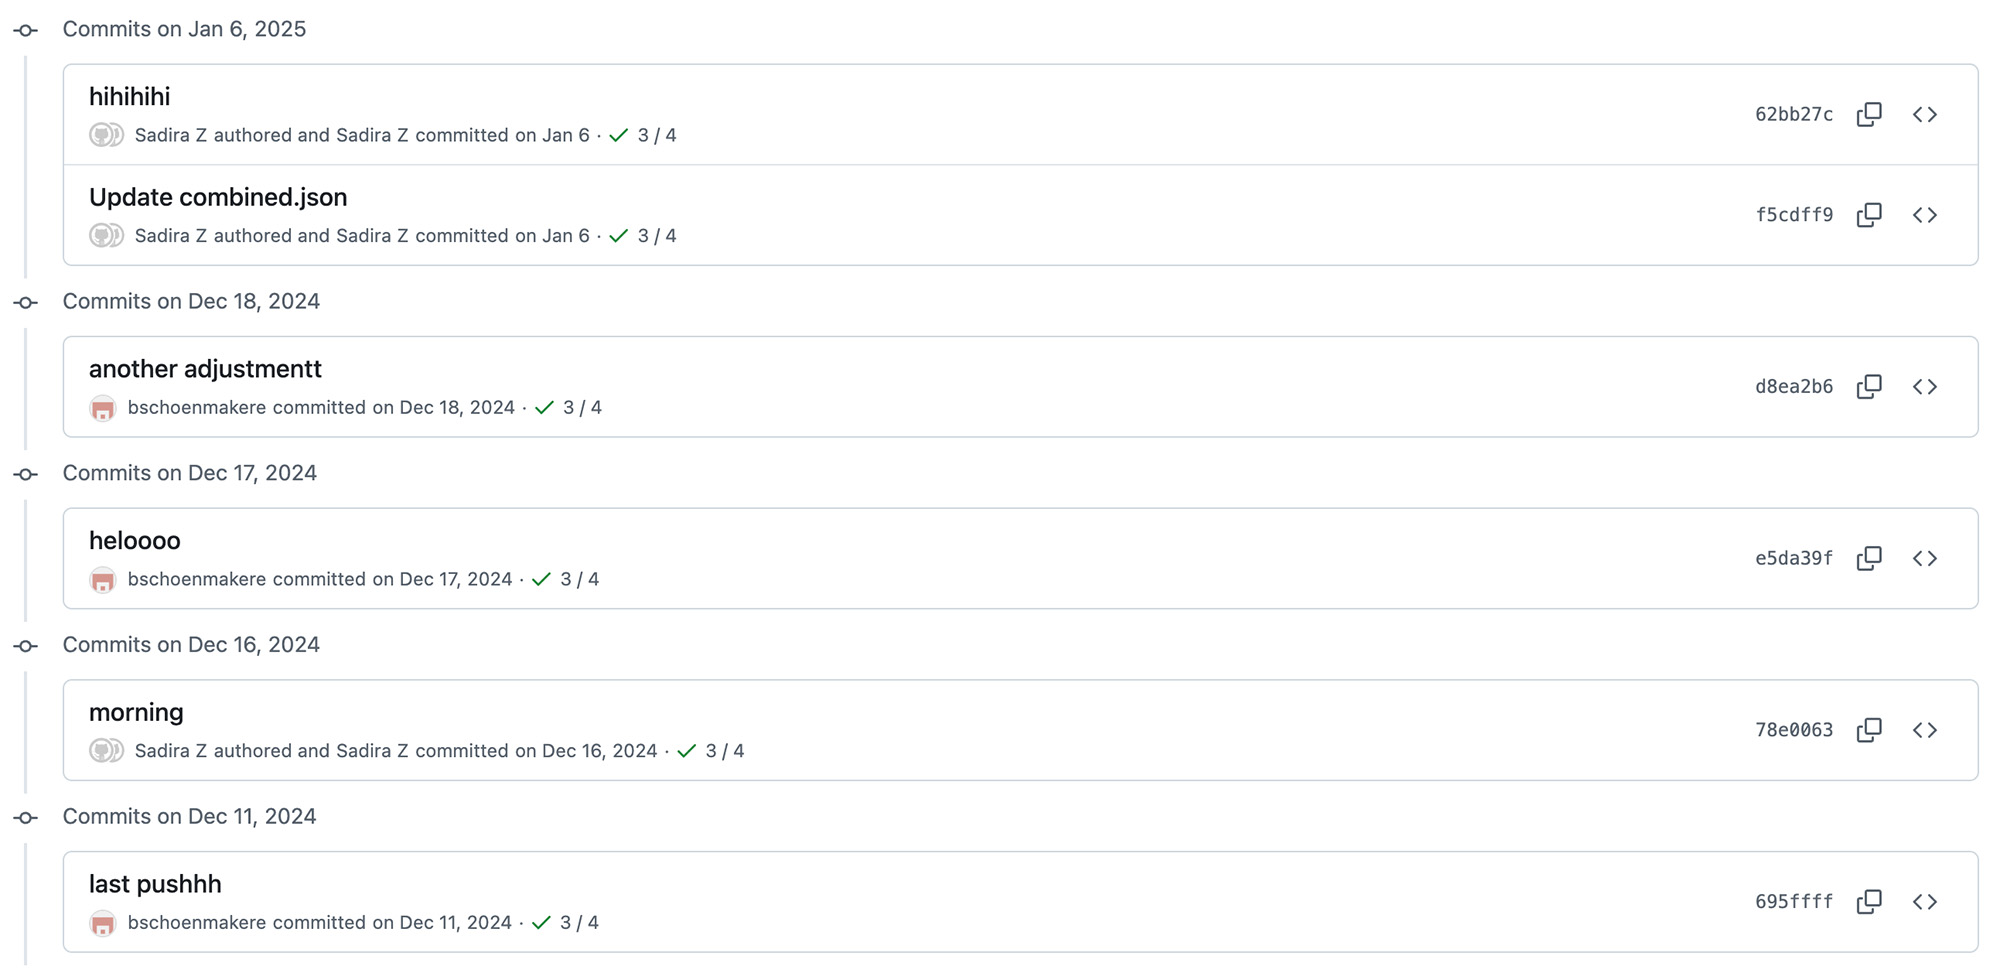 Commits on Jan 6, 2025
hihihihi
62bb27c
Sadira Z authored and Sadira Z committed on Jan 6 · 3 / 4
Update combined.json
f5cdff9
Sadira Z authored and Sadira Z committed on Jan 6 · 3 / 4
Commits on Dec 18, 2024
another adjustmentt
d8ea2b6
bschoenmakere committed on Dec 18, 2024 · 3 / 4
Commits on Dec 17, 2024
heloooo
e5da39f
bschoenmakere committed on Dec 17, 2024 · 3 / 4
Commits on Dec 16, 2024
morning
78e0063
Sadira Z authored and Sadira Z committed on Dec 16, 2024 · 3 / 4
Commits on Dec 11, 2024
last pushhh
695ffff
bschoenmakere committed on Dec 11, 2024 · 3 / 4